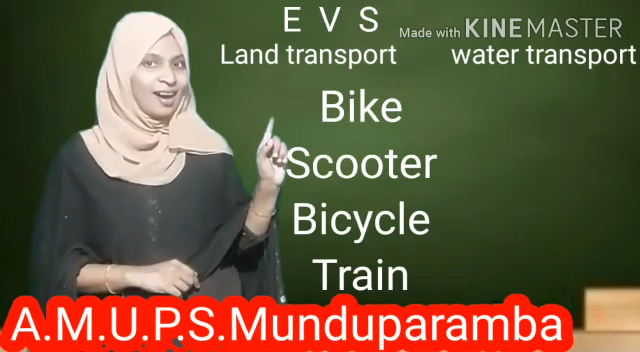 E V S
Made with KINEMASTER
Land transport water transport
Bike
Scooter
Bicycle
Train
A.M.U.P.S.Munduparamba